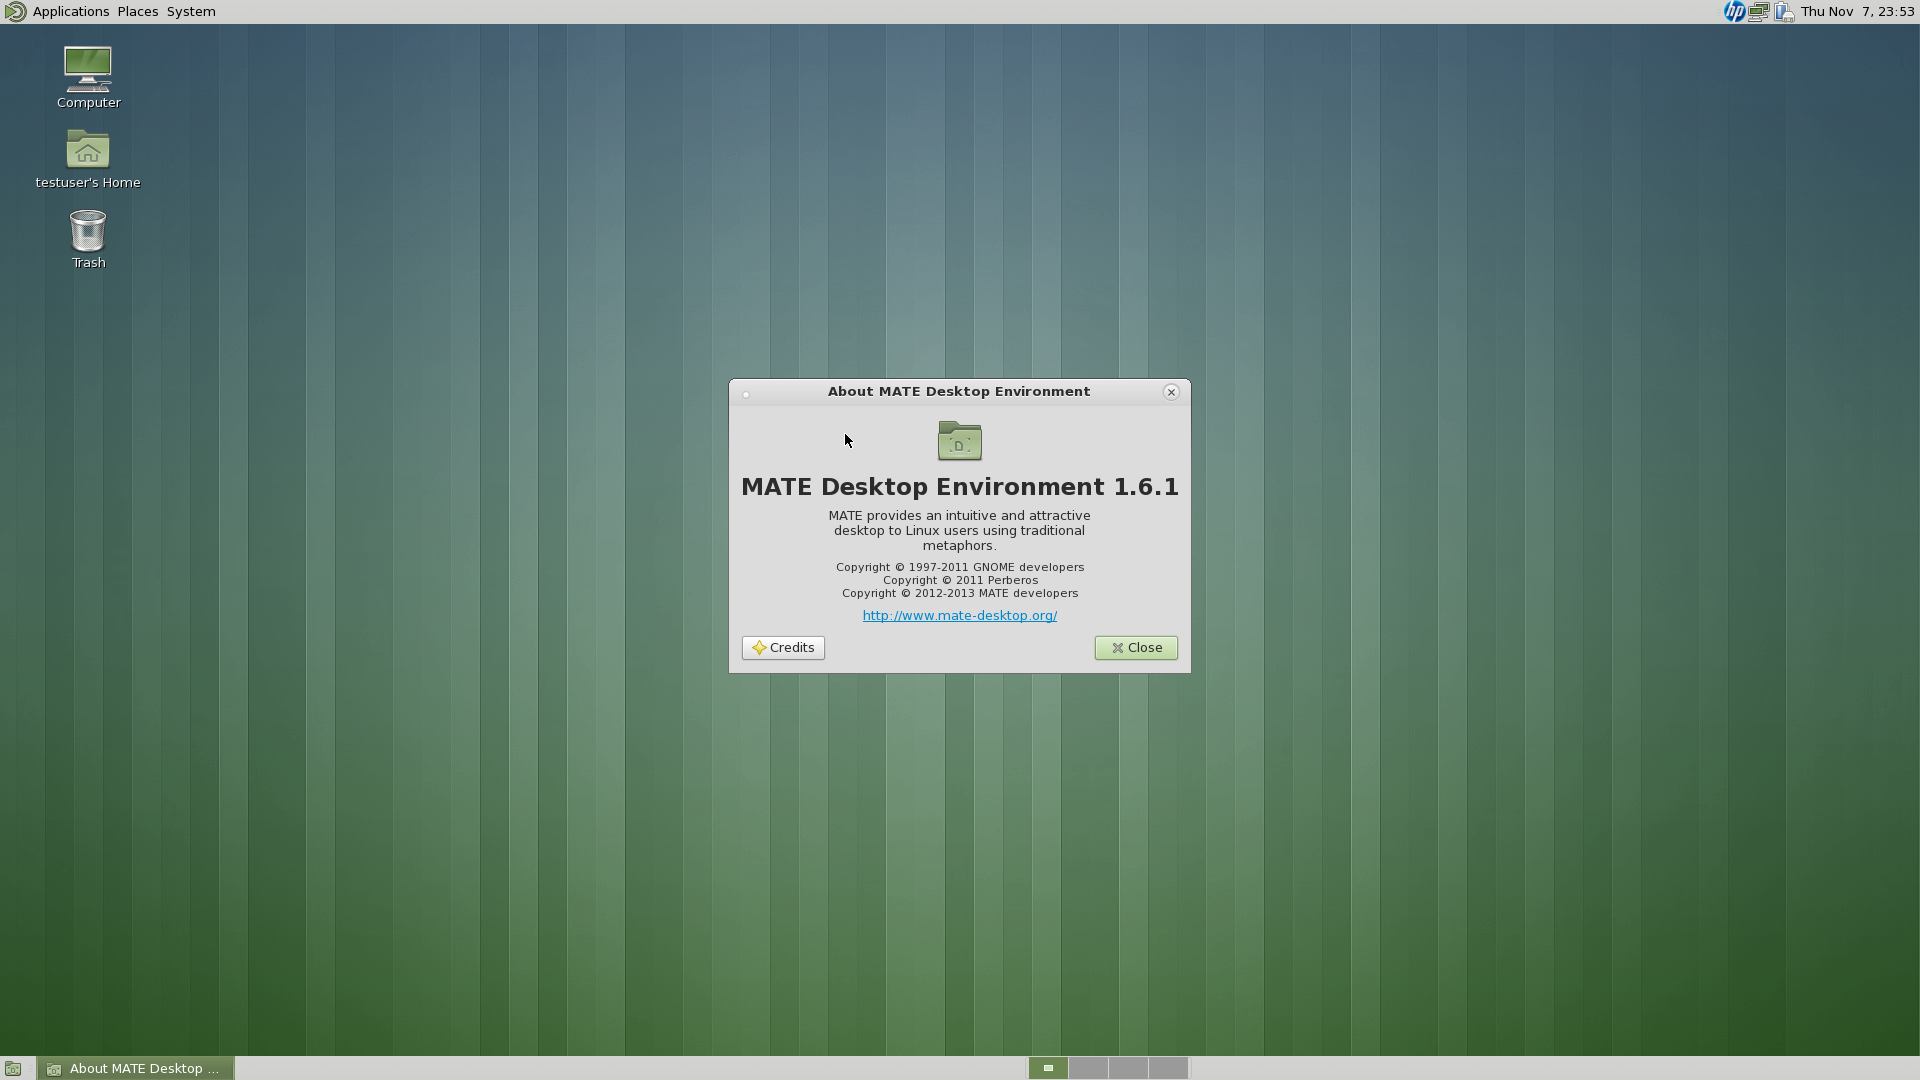 Applications Places System
hp
Thu Nov  7, 23:53
Computer
testuser's Home
Trash
About MATE Desktop Environment
MATE Desktop Environment 1.6.1
MATE provides an intuitive and attractive
desktop to Linux users using traditional
metaphors.
Copyright © 1997-2011 GNOME developers
Copyright © 2011 Perberos
Copyright © 2012-2013 MATE developers
http://www.mate-desktop.org/
Credits
Close
About MATE Desktop ...